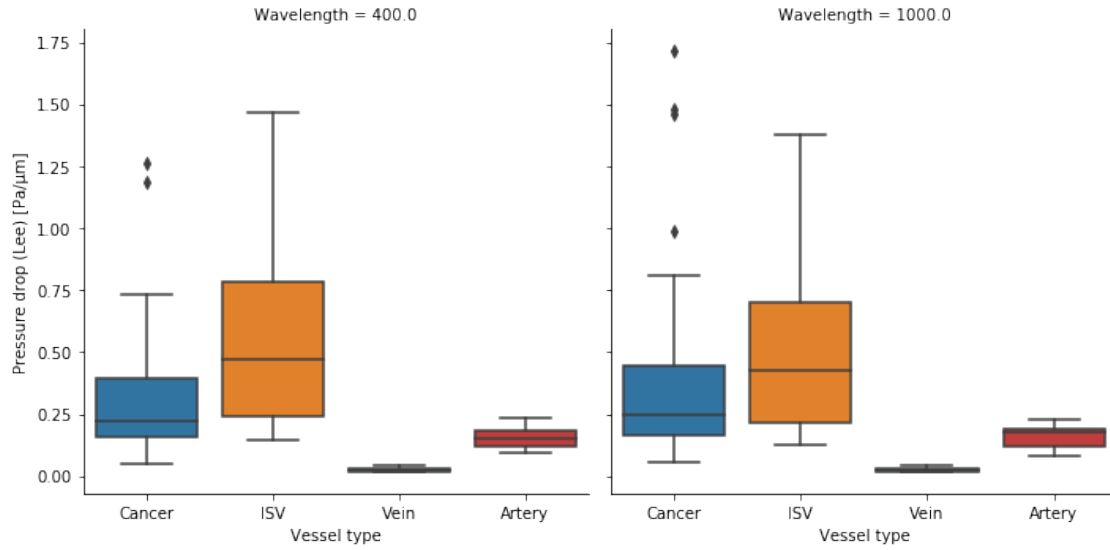 Wavelength = 400.0
Wavelength = 1000.0
Pressure drop (Lee) [Pa/μm]
1.75
1.50
1.25
1.00
0.75
0.50
0.25
0.00
Cancer ISV Vein Artery
Vessel type
Cancer ISV Vein Artery
Vessel type